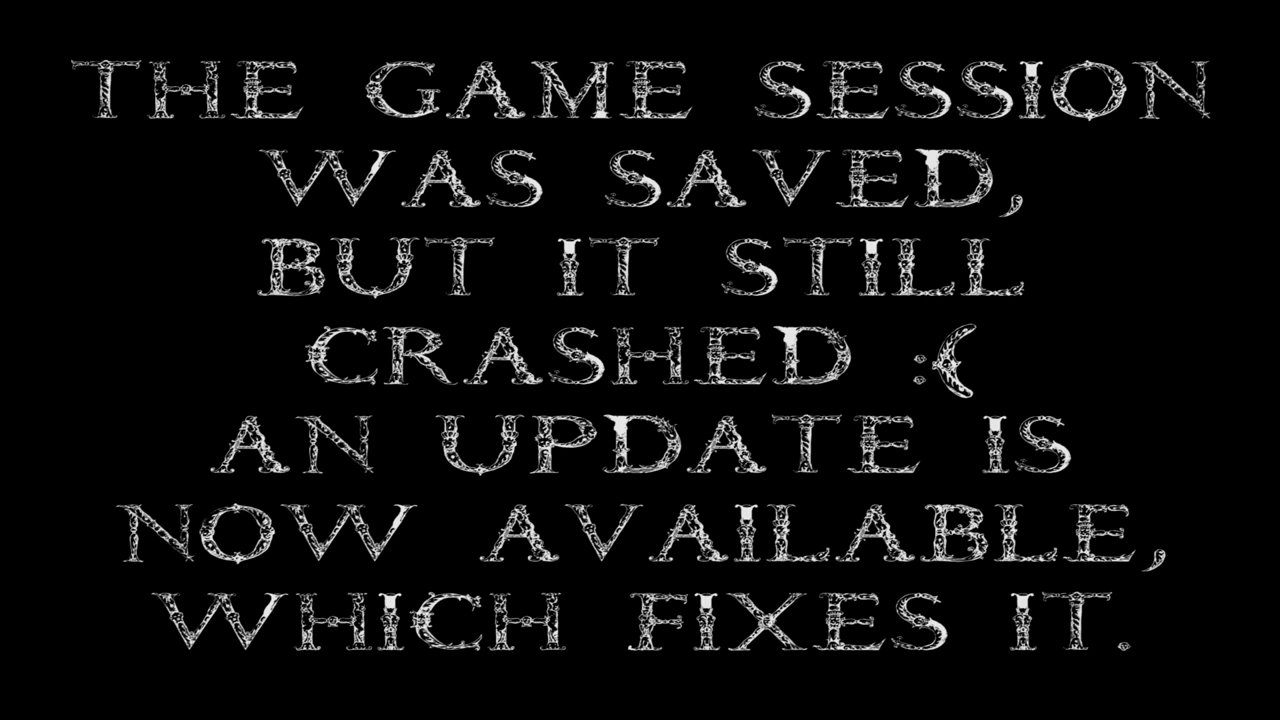 THE GAME SESSION
WAS SAVED,
BUT IT STILL
CRASHED :(
AN UPDATE IS
NOW AVAILABLE,
WHICH FIXES IT.